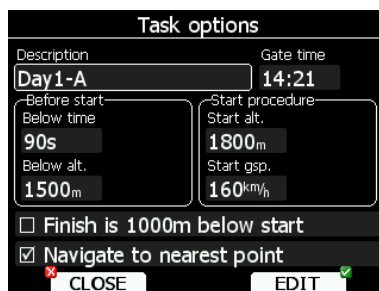 Task options
Description Gate time
Day1-A 14:21
Before start Start procedure
Below time Start alt.
90s 1800m
Below alt. Start gsp.
1500m 160km/h
Finish is 1000m below start
Navigate to nearest point
CLOSE EDIT